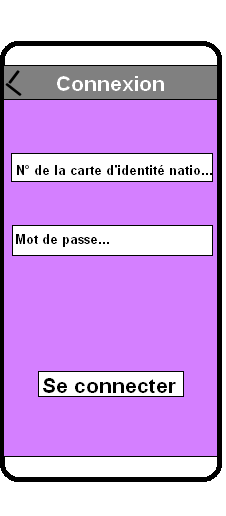 Connexion
N° de la carte d'identité natio...
Mot de passe...
Se connecter